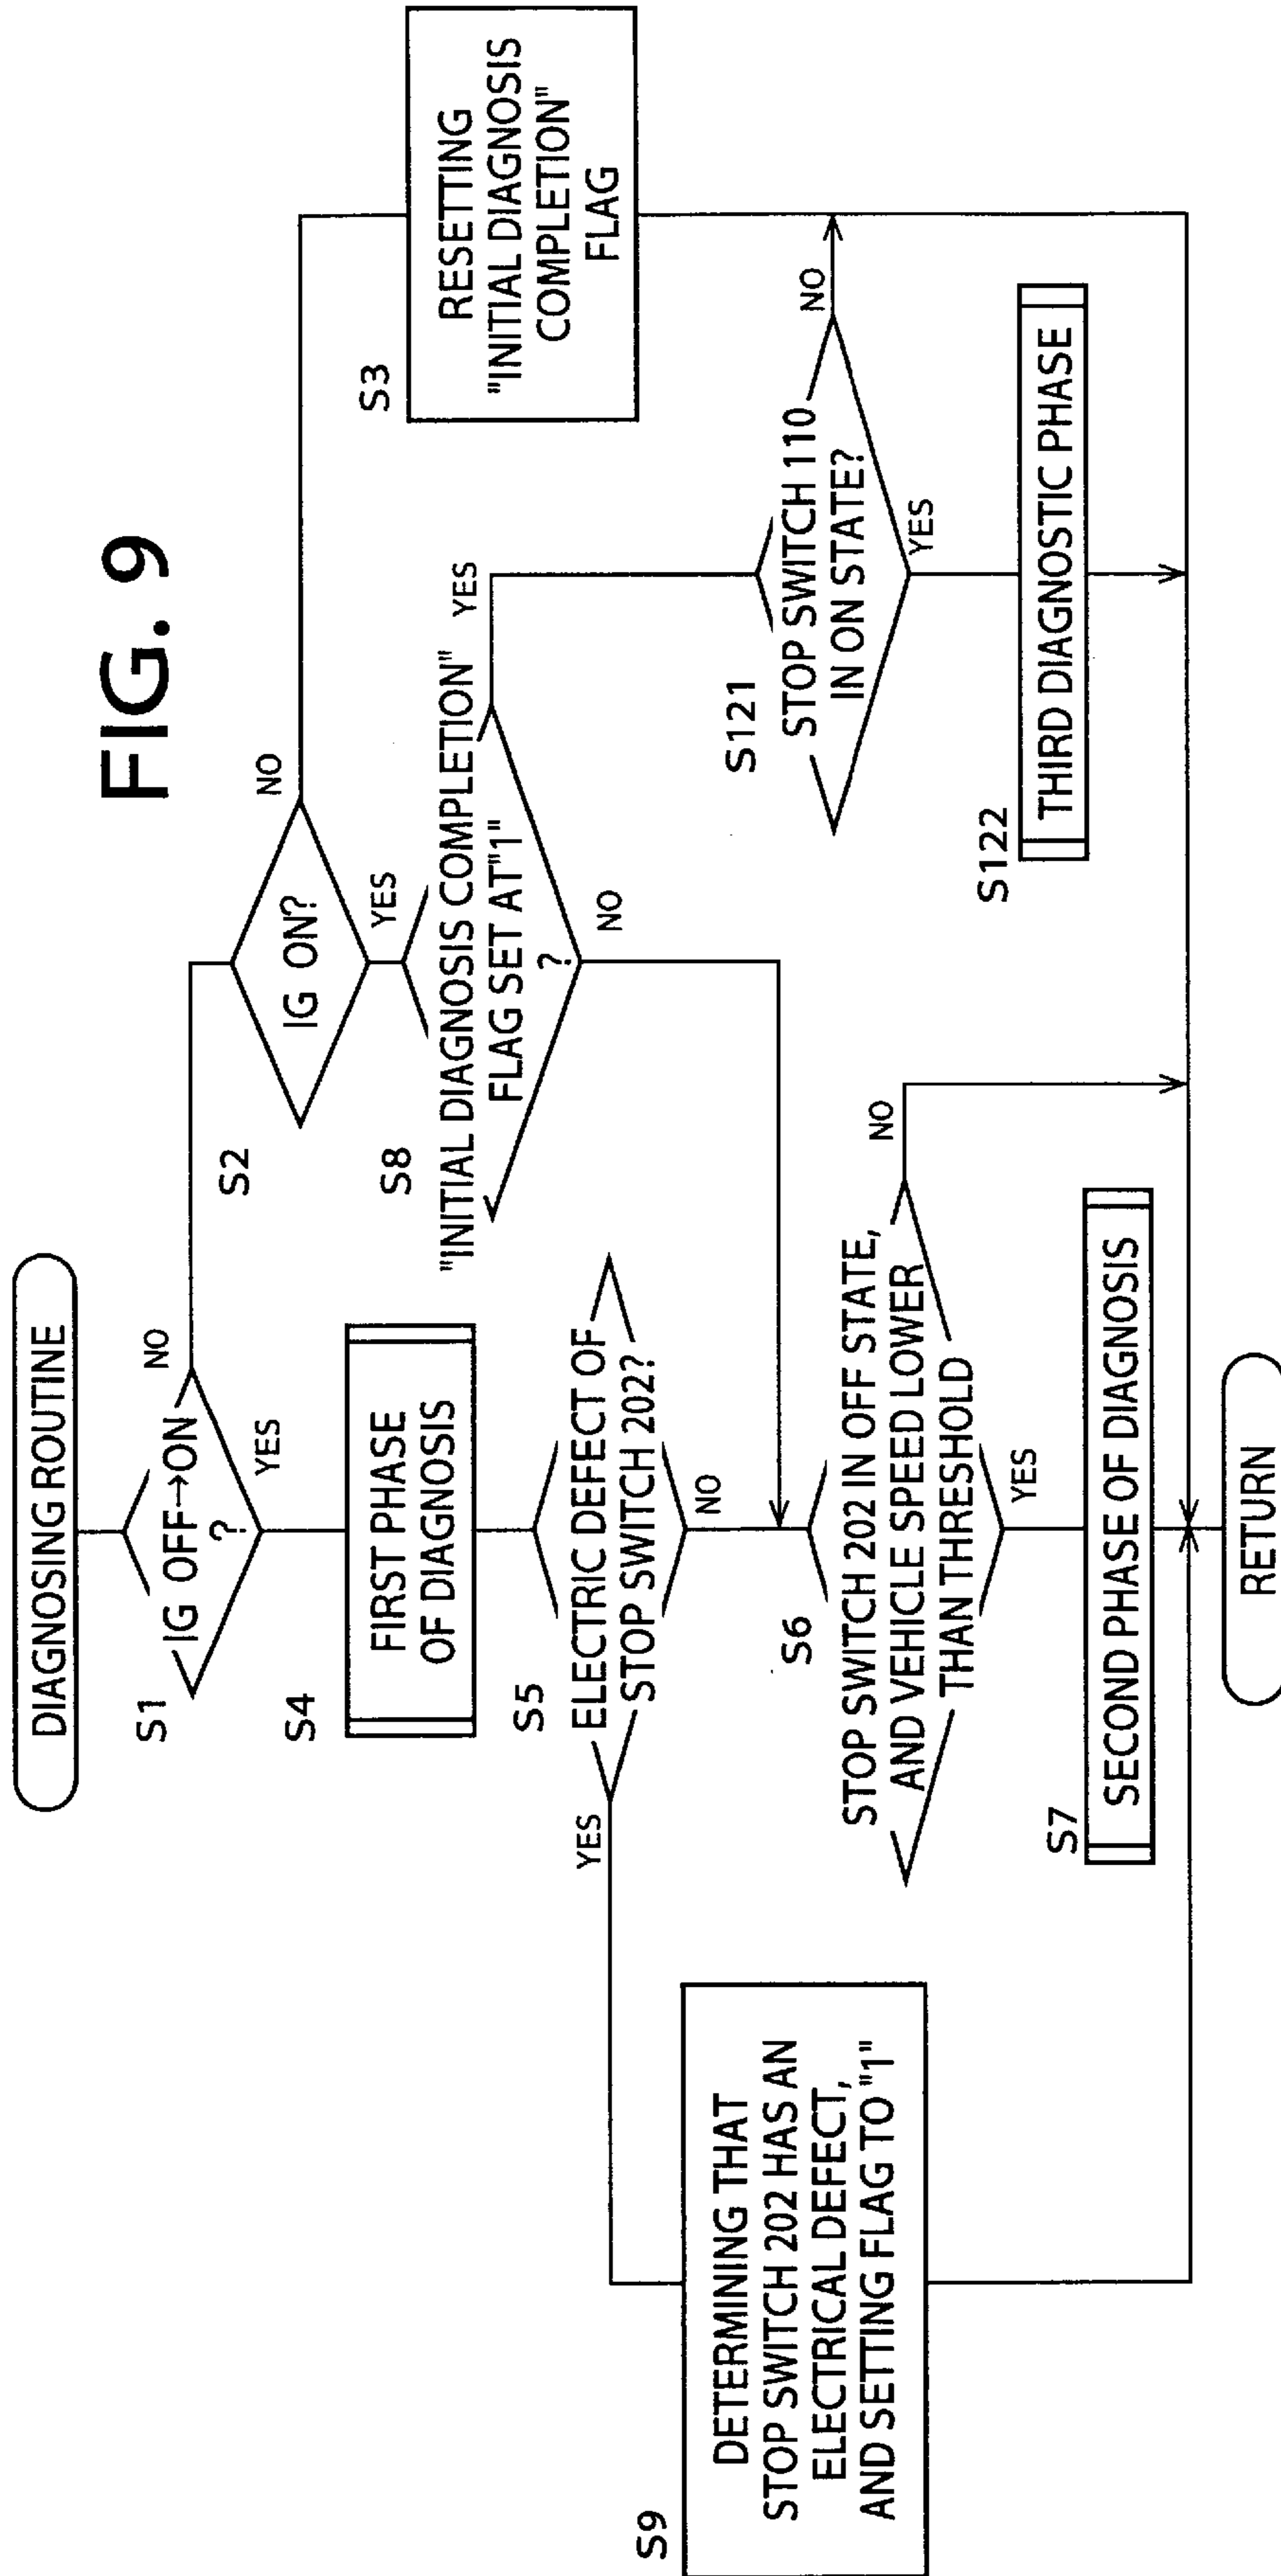 FIG. 9
DIAGNOSING ROUTINE
S1
IG OFF→ON
?
NO
YES
S2
IG ON?
NO
YES
S3
RESETTING
"INITIAL DIAGNOSIS
COMPLETION"
FLAG
S4
FIRST PHASE
OF DIAGNOSIS
S8
"INITIAL DIAGNOSIS COMPLETION"
FLAG SET AT"1"
?
YES
NO
S5
ELECTRIC DEFECT OF
STOP SWITCH 202?
YES
NO
S9
DETERMINING THAT
STOP SWITCH 202 HAS AN
ELECTRICAL DEFECT,
AND SETTING FLAG TO "1"
S6
STOP SWITCH 202 IN OFF STATE,
AND VEHICLE SPEED LOWER
THAN THRESHOLD
NO
YES
S121
STOP SWITCH 110
IN ON STATE?
NO
YES
S122
THIRD DIAGNOSTIC PHASE
S7
SECOND PHASE OF DIAGNOSIS
RETURN